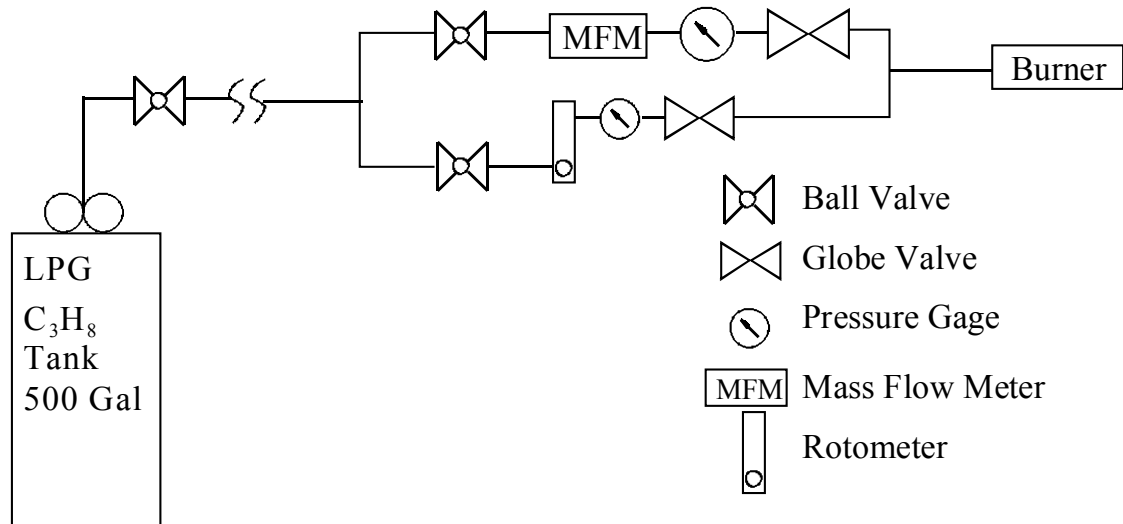 MFM
Burner
LPG
C₃H₈
Tank
500 Gal
Ball Valve
Globe Valve
Pressure Gage
MFM Mass Flow Meter
Rotometer